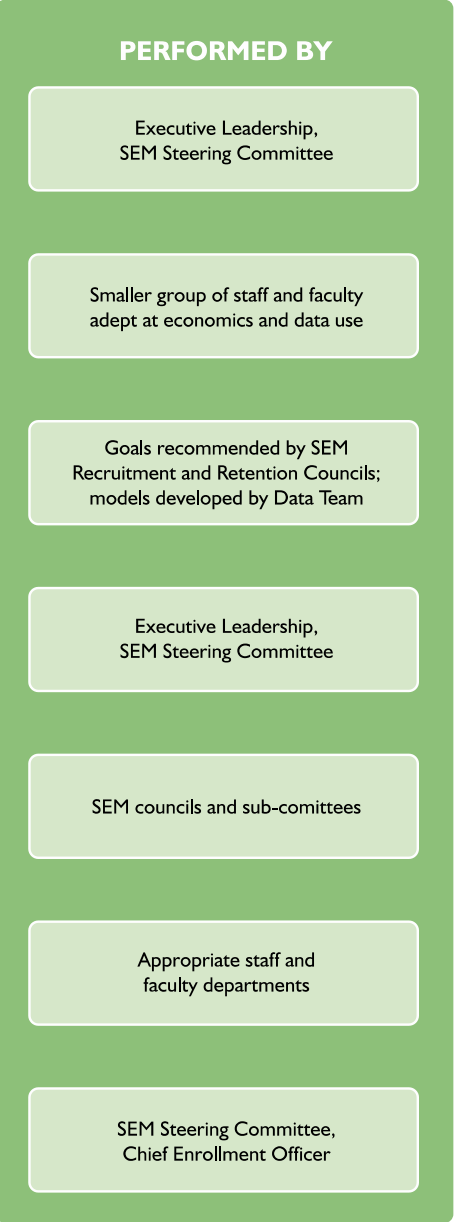 PERFORMED BY
Executive Leadership,
SEM Steering Committee
Smaller group of staff and faculty
adept at economics and data use
Goals recommended by SEM
Recruitment and Retention Councils;
models developed by Data Team
Executive Leadership,
SEM Steering Committee
SEM councils and sub-comittees
Appropriate staff and
faculty departments
SEM Steering Committee,
Chief Enrollment Officer